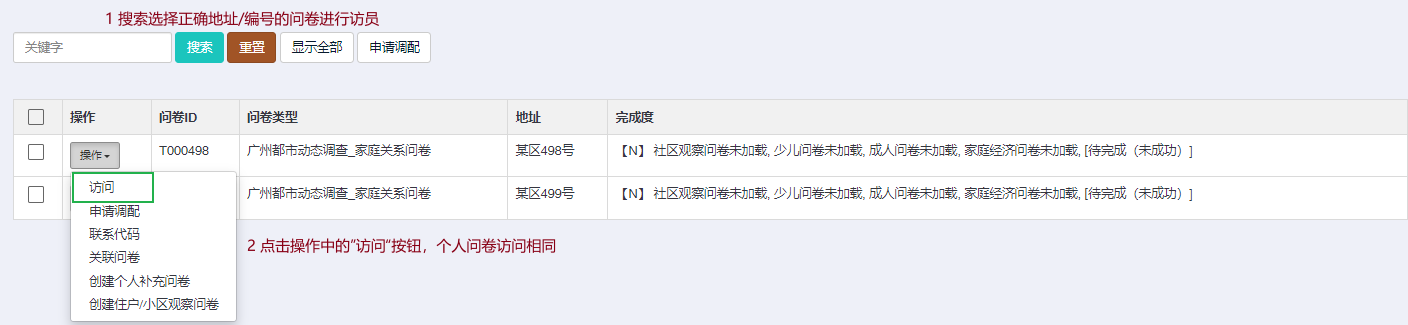 1 搜索选择正确地址/编号的问卷进行访员
关键字 搜索 重置 显示全部 申请调配
操作 问卷ID 问卷类型 地址 完成度
操作 T000498 广州都市动态调查_家庭关系问卷 某区498号 【N】 社区观察问卷未加载, 少儿问卷未加载, 成人问卷未加载, 家庭经济问卷未加载, [待完成（未成功）]
访问 广州都市动态调查_家庭关系问卷 某区499号 【N】 社区观察问卷未加载, 少儿问卷未加载, 成人问卷未加载, 家庭经济问卷未加载, [待完成（未成功）]
申请调配
联系代码
关联问卷
创建个人补充问卷
创建住户/小区观察问卷
2 点击操作中的”访问“按钮，个人问卷访问相同